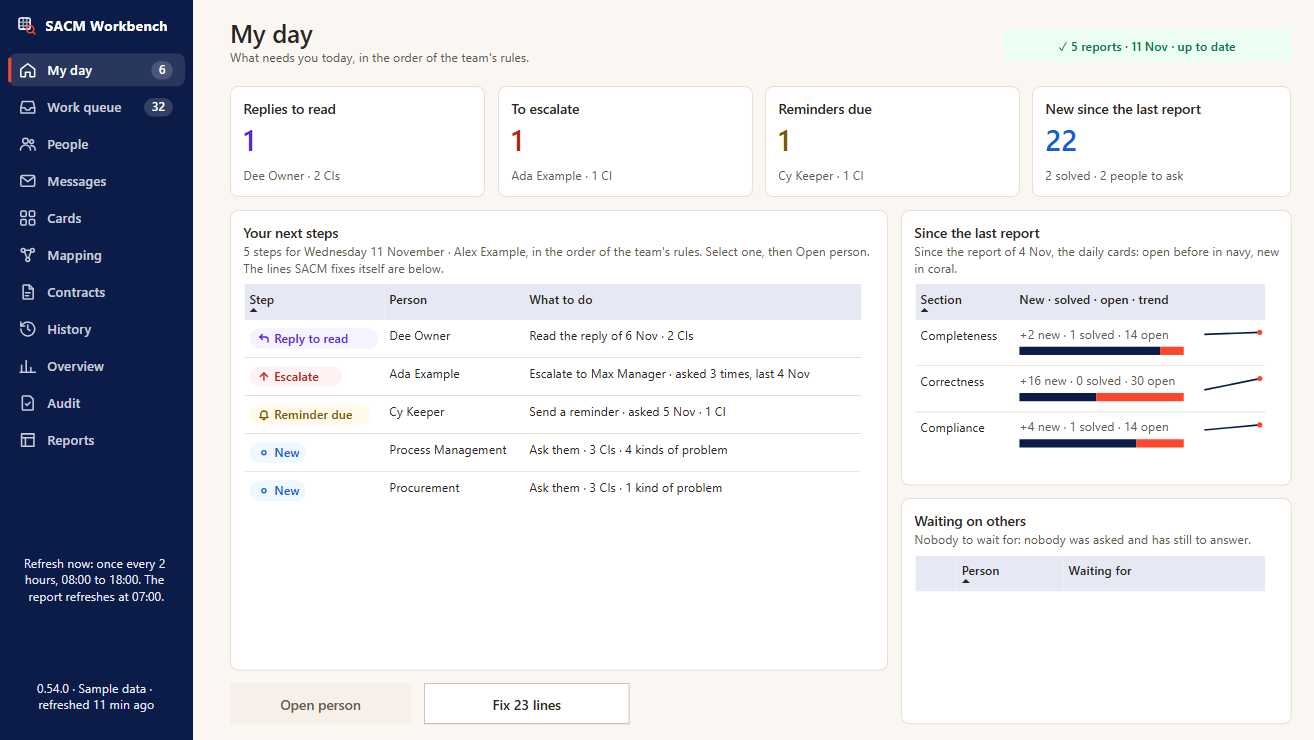 SACM Workbench
My day
6
Work queue
32
People
Messages
Cards
Mapping
Contracts
History
Overview
Audit
Reports
Refresh now: once every 2
hours, 08:00 to 18:00. The
report refreshes at 07:00.
0.54.0 · Sample data ·
refreshed 11 min ago
My day
What needs you today, in the order of the team's rules.
✓ 5 reports · 11 Nov · up to date
Replies to read
1
Dee Owner · 2 CIs
To escalate
1
Ada Example · 1 CI
Reminders due
1
Cy Keeper · 1 CI
New since the last report
22
2 solved · 2 people to ask
Your next steps
5 steps for Wednesday 11 November · Alex Example, in the order of the team's rules. Select one, then Open person.
The lines SACM fixes itself are below.
Step Person What to do
Reply to read Dee Owner Read the reply of 6 Nov · 2 CIs
Escalate Ada Example Escalate to Max Manager · asked 3 times, last 4 Nov
Reminder due Cy Keeper Send a reminder · asked 5 Nov · 1 CI
New Process Management Ask them · 3 CIs · 4 kinds of problem
New Procurement Ask them · 3 CIs · 1 kind of problem
Open person
Fix 23 lines
Since the last report
Since the report of 4 Nov, the daily cards: open before in navy, new
in coral.
Section New · solved · open · trend
Completeness +2 new · 1 solved · 14 open
Correctness +16 new · 0 solved · 30 open
Compliance +4 new · 1 solved · 14 open
Waiting on others
Nobody to wait for: nobody was asked and has still to answer.
Person Waiting for